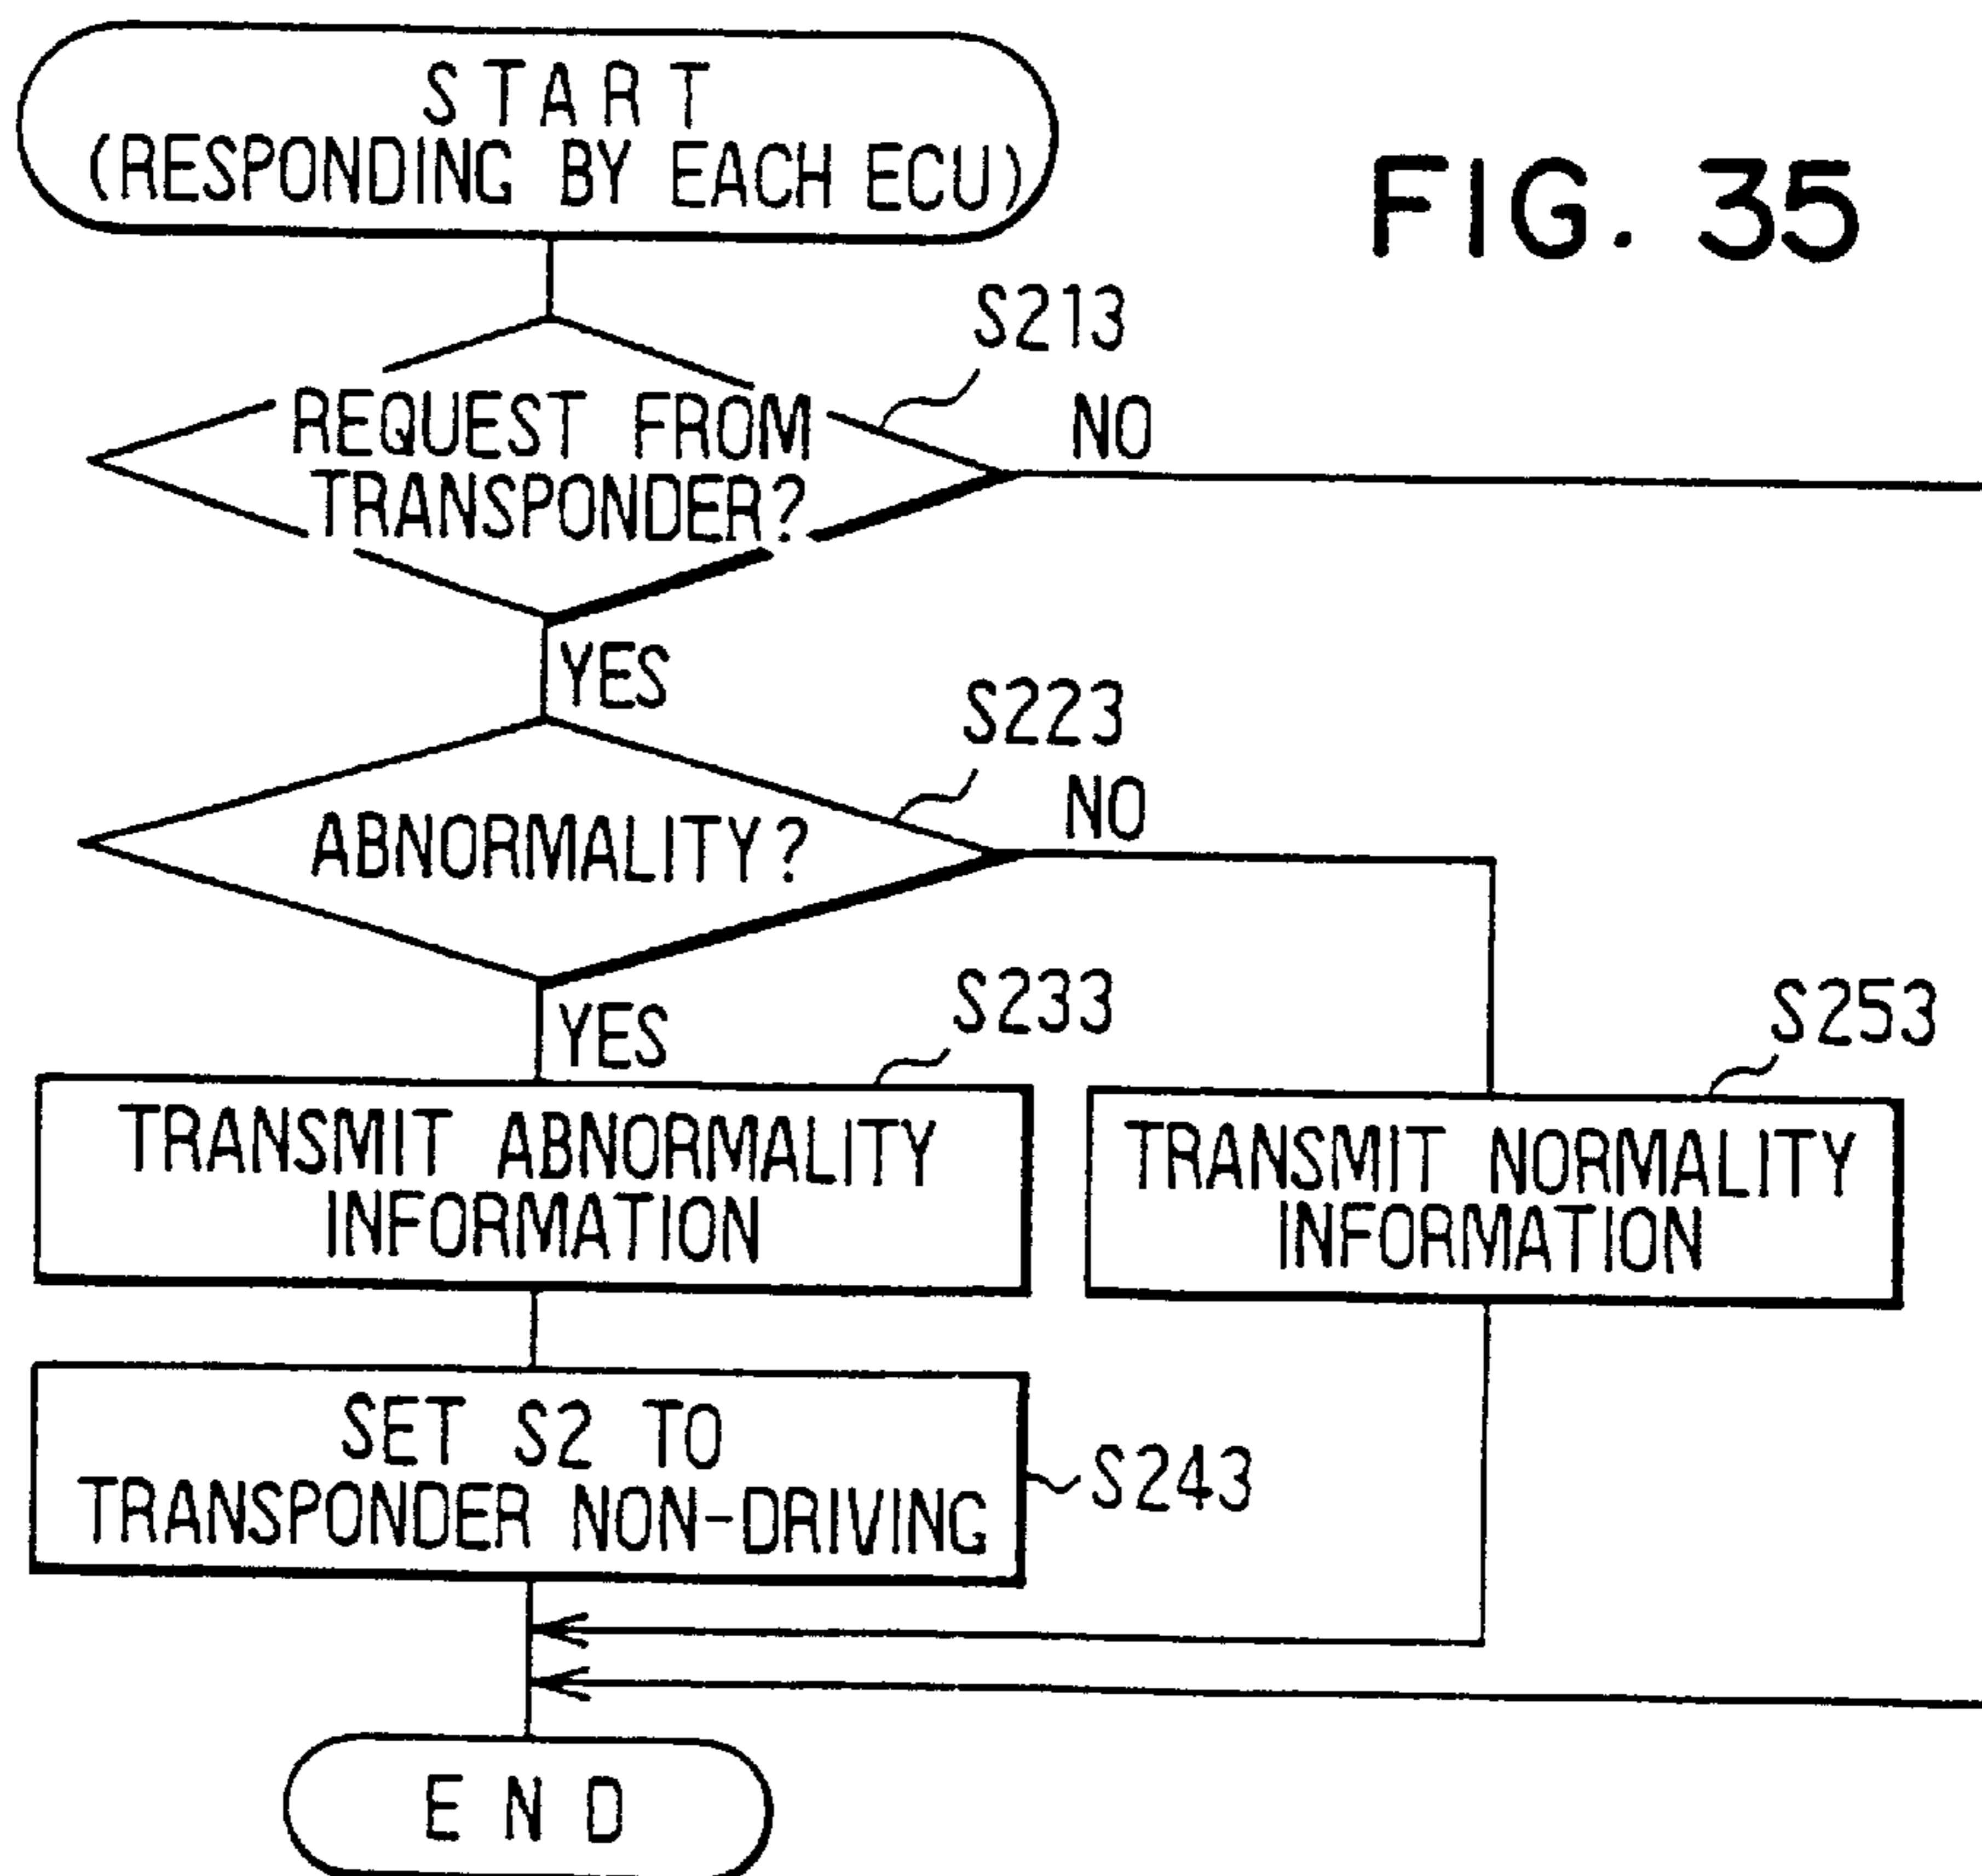 START
(RESPONDING BY EACH ECU)
FIG. 35
S213
REQUEST FROM
TRANSPONDER?
NO
YES
S223
NO
ABNORMALITY?
YES
S233
S253
TRANSMIT ABNORMALITY
INFORMATION
TRANSMIT NORMALITY
INFORMATION
SET S2 TO
TRANSPONDER NON-DRIVING
S243
END